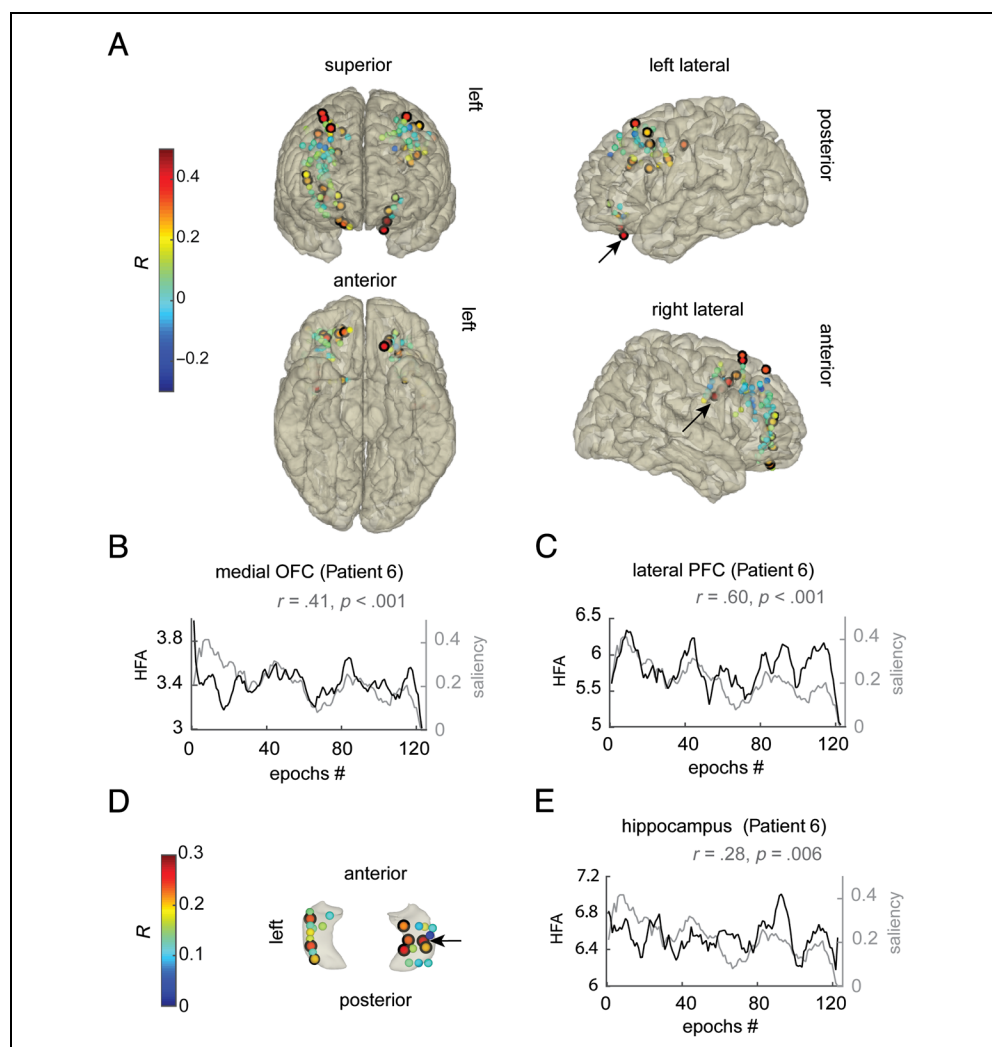 A
superior
left
left lateral
posterior
0.4
0.2
0
–0.2
R
anterior
left
right lateral
anterior
B
medial OFC (Patient 6)
r = .41, p < .001
3.8
3.4
3
HFA
0.4
0.2
0
saliency
0 40 80 120
epochs #
C
lateral PFC (Patient 6)
r = .60, p < .001
6.5
6
5.5
5
HFA
0.4
0.2
0
saliency
0 40 80 120
epochs #
D
0.3
0.2
0.1
0
R
anterior
left
posterior
E
hippocampus (Patient 6)
r = .28, p = .006
7.2
6.8
6.4
6
HFA
0.4
0.2
0
saliency
0 40 80 120
epochs #